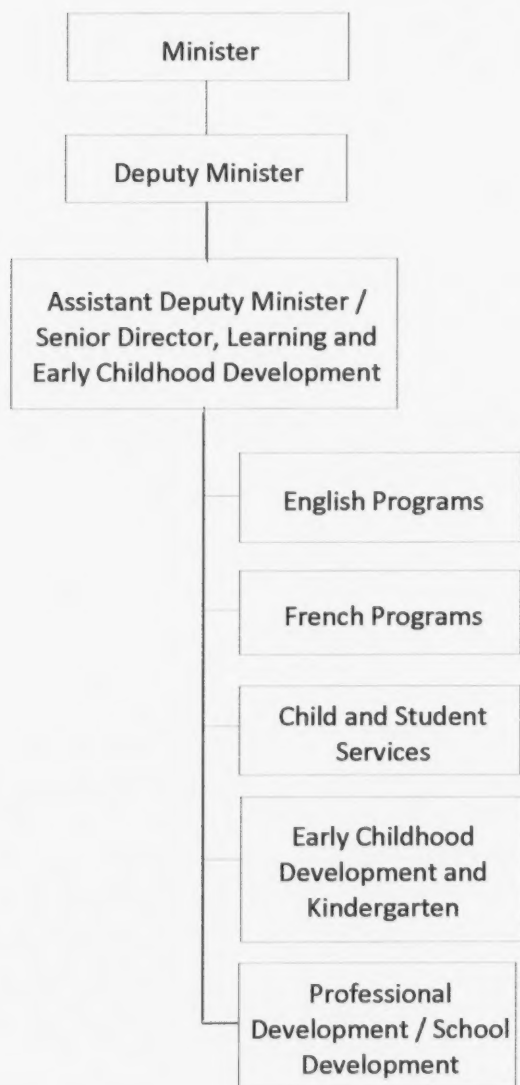 Minister
Deputy Minister
Assistant Deputy Minister /
Senior Director, Learning and
Early Childhood Development
English Programs
French Programs
Child and Student
Services
Early Childhood
Development and
Kindergarten
Professional
Development / School
Development